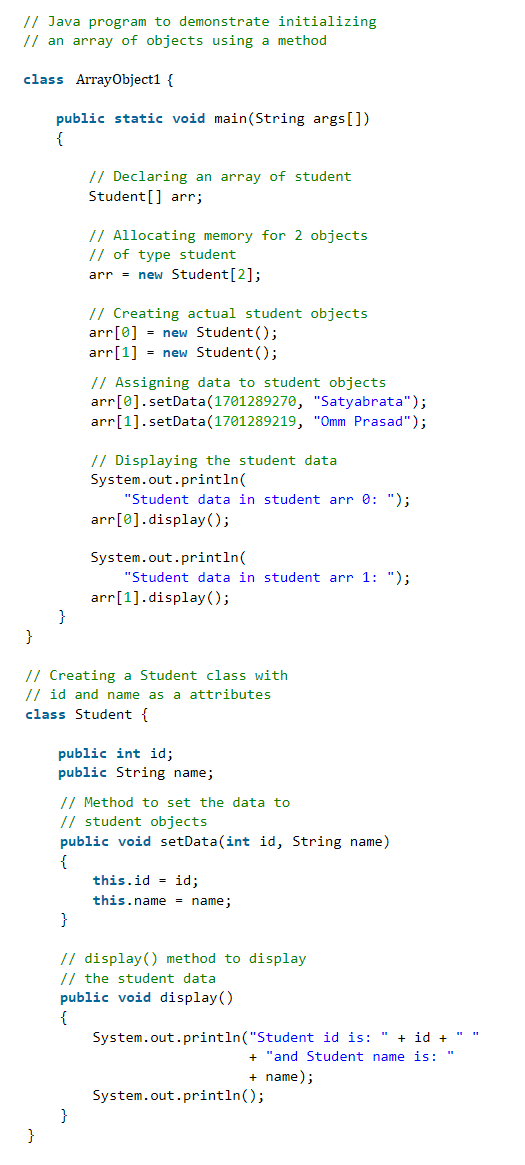 // Java program to demonstrate initializing
// an array of objects using a method

class ArrayObject1 {

    public static void main(String args[])
    {

        // Declaring an array of student
        Student[] arr;

        // Allocating memory for 2 objects
        // of type student
        arr = new Student[2];

        // Creating actual student objects
        arr[0] = new Student();
        arr[1] = new Student();
        // Assigning data to student objects
        arr[0].setData(1701289270, "Satyabrata");
        arr[1].setData(1701289219, "Omm Prasad");

        // Displaying the student data
        System.out.println(
            "Student data in student arr 0: ");
        arr[0].display();

        System.out.println(
            "Student data in student arr 1: ");
        arr[1].display();
    }
}

// Creating a Student class with
// id and name as a attributes
class Student {

    public int id;
    public String name;
    // Method to set the data to
    // student objects
    public void setData(int id, String name)
    {
        this.id = id;
        this.name = name;
    }

    // display() method to display
    // the student data
    public void display()
    {
        System.out.println("Student id is: " + id + " "
                           + "and Student name is: "
                           + name);
        System.out.println();
    }
}